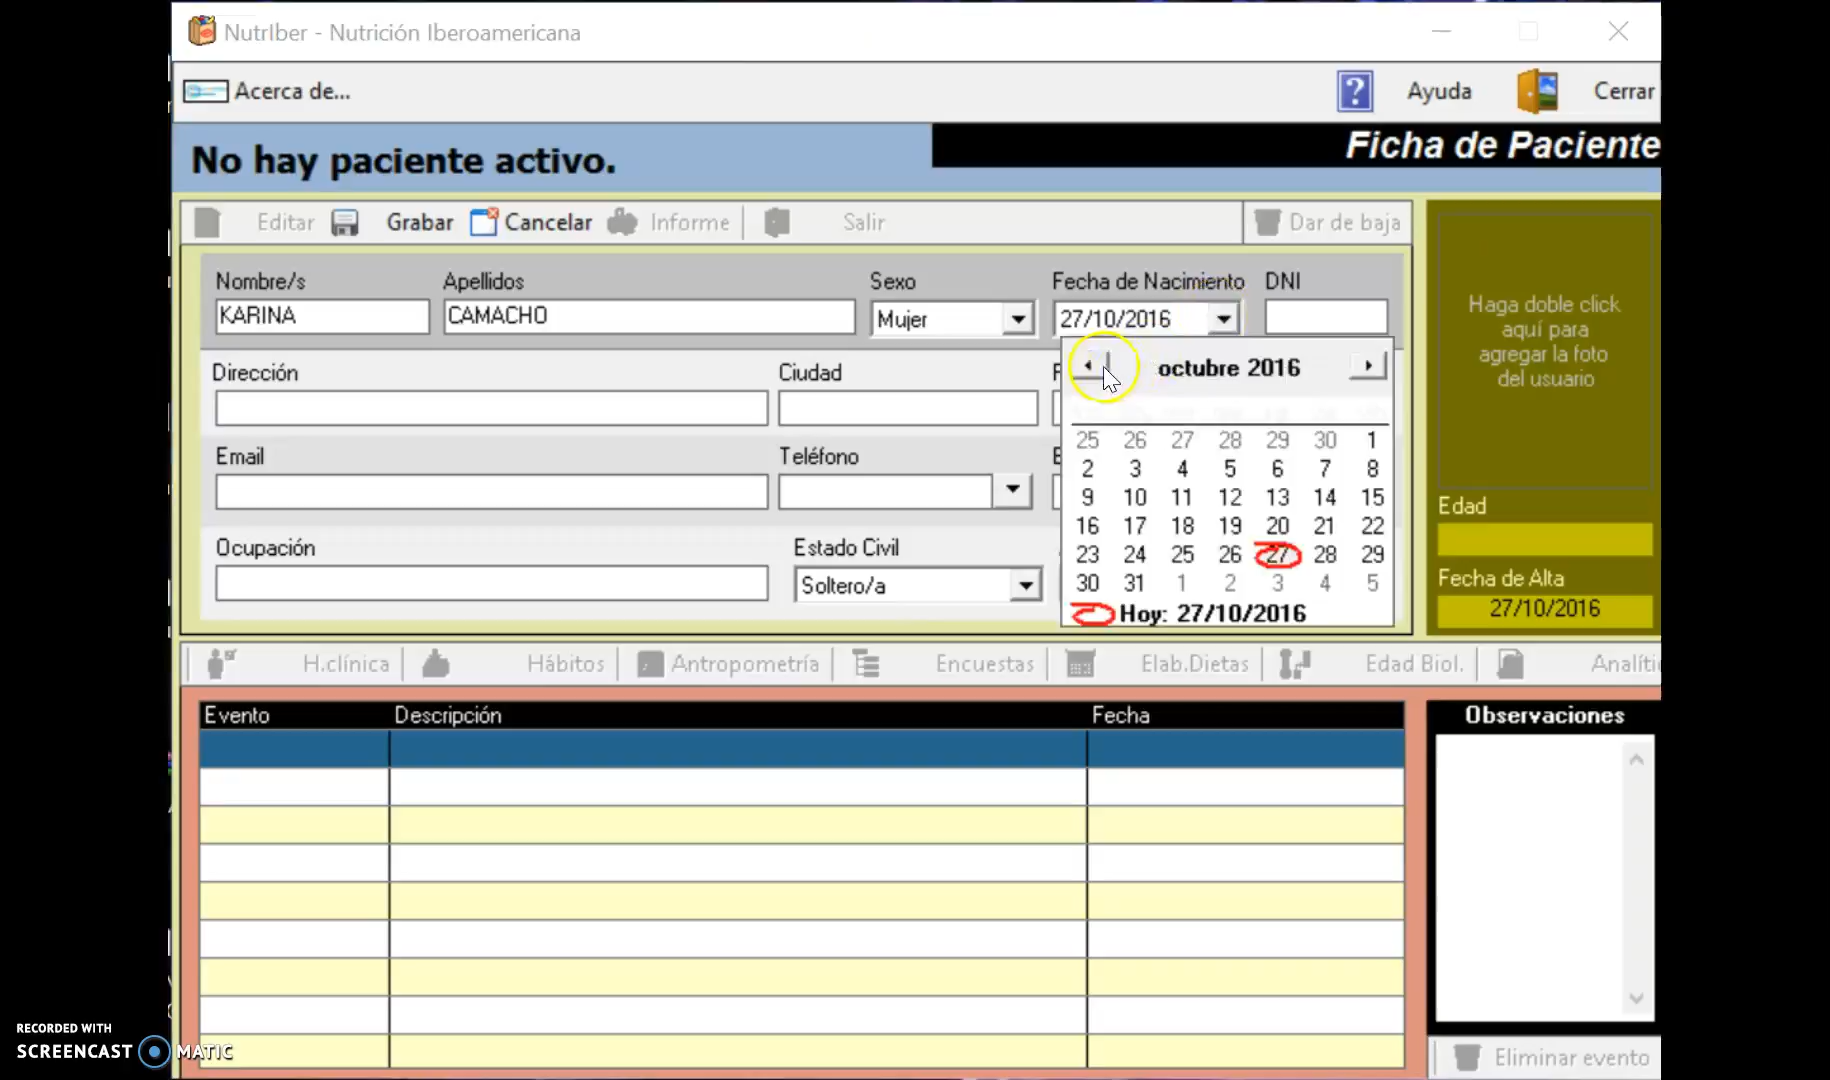 NutrIber - Nutrición Iberoamericana
Acerca de...
Ayuda
Cerrar
No hay paciente activo.
Ficha de Paciente
Editar
Grabar
Cancelar
Informe
Salir
Dar de baja
Nombre/s
Apellidos
Sexo
Fecha de Nacimiento
DNI
KARINA
CAMACHO
Mujer
27/10/2016
Haga doble click
aquí para
agregar la foto
del usuario
octubre 2016
Dirección
Ciudad
25 26 27 28 29 30 1
2 3 4 5 6 7 8
9 10 11 12 13 14 15
16 17 18 19 20 21 22
23 24 25 26 27 28 29
30 31 1 2 3 4 5
Hoy: 27/10/2016
Email
Teléfono
Ocupación
Estado Civil
Soltero/a
Edad
Fecha de Alta
27/10/2016
H.clínica
Hábitos
Antropometría
Encuestas
Elab.Dietas
Edad Biol.
Analíti
Evento
Descripción
Fecha
Observaciones
Eliminar evento
RECORDED WITH
SCREENCAST MATIC